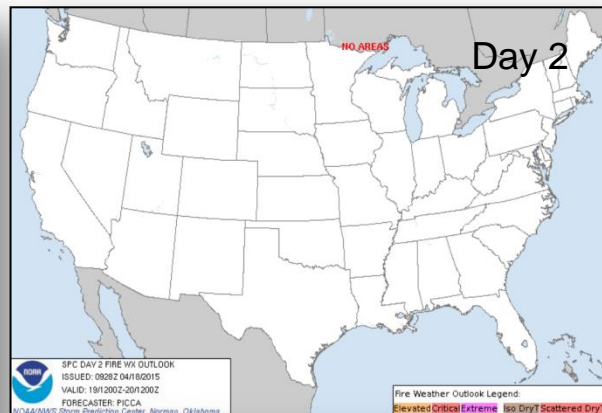 NO AREAS
Day 2
NOAA
SPC DAY 2 FIRE WX OUTLOOK
ISSUED: 0928Z 04/18/2015
VALID: 19/1200Z-20/1200Z
FORECASTER: PICCA
NOAA/NWS Storm Prediction Center, Norman, Oklahoma
Fire Weather Outlook Legend:
Elevated Critical Extreme Iso DryT Scattered DryT